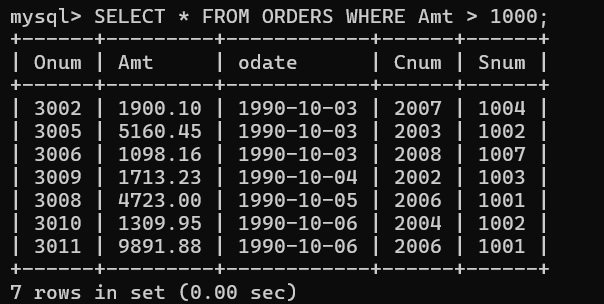 mysql> SELECT * FROM ORDERS WHERE Amt > 1000;
+------+---------+------------+------+------+
| Onum | Amt     | odate      | Cnum | Snum |
+------+---------+------------+------+------+
| 3002 | 1900.10 | 1990-10-03 | 2007 | 1004 |
| 3005 | 5160.45 | 1990-10-03 | 2003 | 1002 |
| 3006 | 1098.16 | 1990-10-03 | 2008 | 1007 |
| 3009 | 1713.23 | 1990-10-04 | 2002 | 1003 |
| 3008 | 4723.00 | 1990-10-05 | 2006 | 1001 |
| 3010 | 1309.95 | 1990-10-06 | 2004 | 1002 |
| 3011 | 9891.88 | 1990-10-06 | 2006 | 1001 |
+------+---------+------------+------+------+
7 rows in set (0.00 sec)